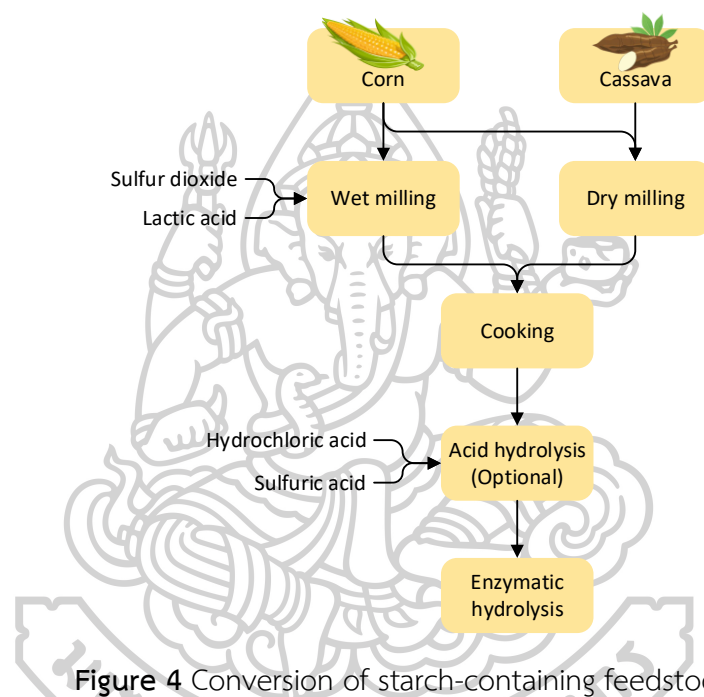 Corn
Cassava
Sulfur dioxide
Lactic acid
Wet milling
Dry milling
Cooking
Hydrochloric acid
Sulfuric acid
Acid hydrolysis
(Optional)
Enzymatic
hydrolysis
Figure 4 Conversion of starch-containing